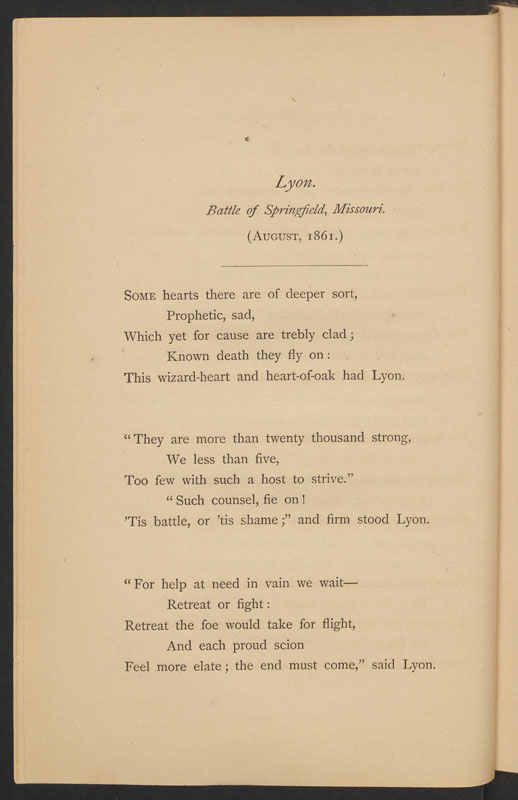 Lyon.
Battle of Springfield, Missouri.
(August, 1861.)
Some hearts there are of deeper sort,
Prophetic, sad,
Which yet for cause are trebly clad;
Known death they fly on:
This wizard-heart and heart-of-oak had Lyon.
“They are more than twenty thousand strong,
We less than five,
Too few with such a host to strive.”
“Such counsel, fie on!
’Tis battle, or ’tis shame;” and firm stood Lyon.
“For help at need in vain we wait—
Retreat or fight:
Retreat the foe would take for flight,
And each proud scion
Feel more elate; the end must come,” said Lyon.